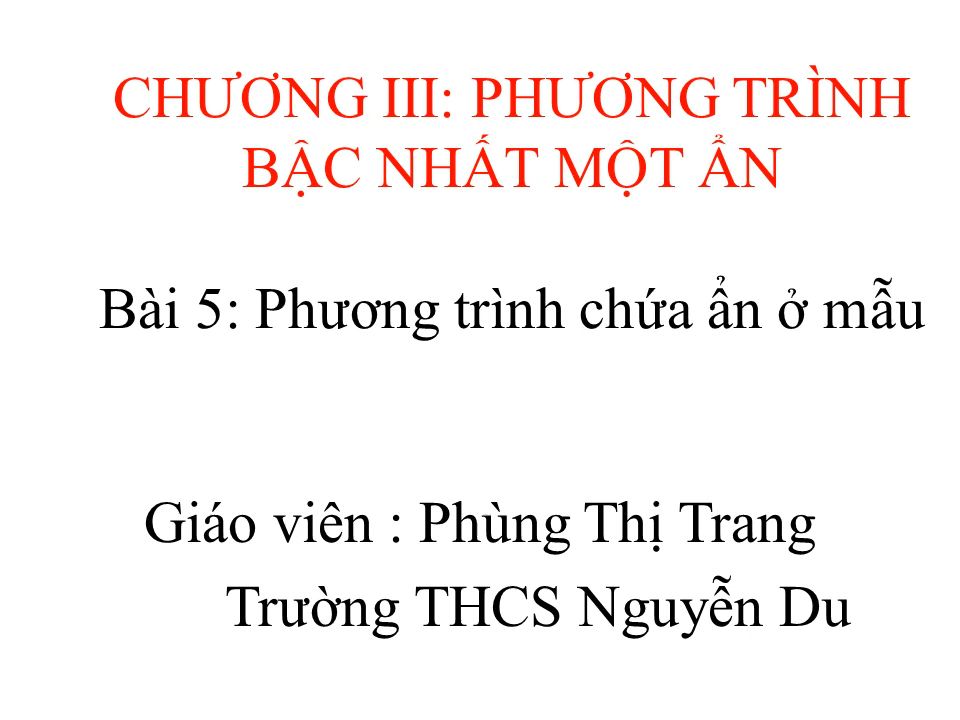 CHƯƠNG III: PHƯƠNG TRÌNH
BẬC NHẤT MỘT ẨN
Bài 5: Phương trình chứa ẩn ở mẫu
Giáo viên : Phùng Thị Trang
Trường THCS Nguyễn Du